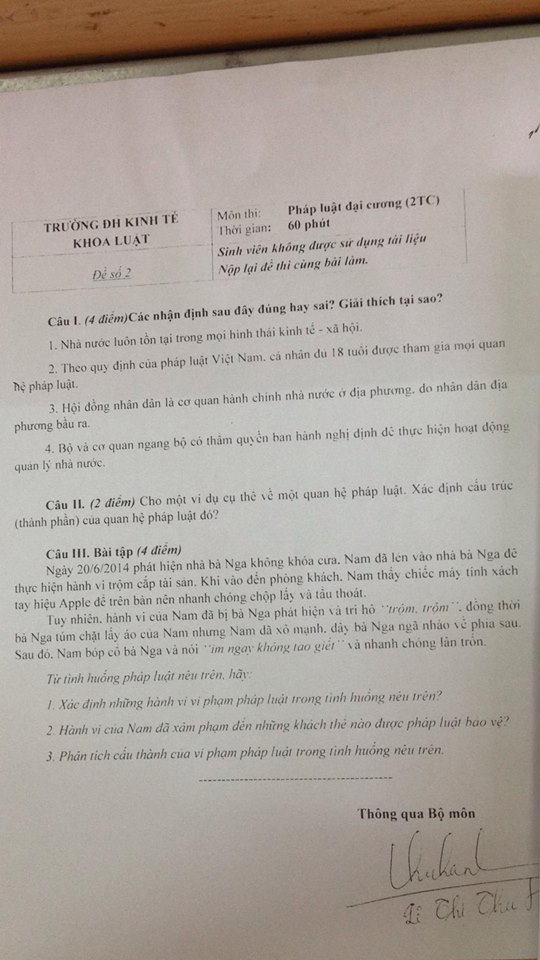 TRƯỜNG ĐH KINH TẾ
KHOA LUẬT
Đề số 2
Môn thi: Pháp luật đại cương (2TC)
Thời gian: 60 phút
Sinh viên không được sử dụng tài liệu
Nộp lại đề thi cùng bài làm.
Câu I. (4 điểm)Các nhận định sau đây đúng hay sai? Giải thích tại sao?
1. Nhà nước luôn tồn tại trong mọi hình thái kinh tế - xã hội.
2. Theo quy định của pháp luật Việt Nam, cá nhân đủ 18 tuổi được tham gia mọi quan
hệ pháp luật.
3. Hội đồng nhân dân là cơ quan hành chính nhà nước ở địa phương, do nhân dân địa
phương bầu ra.
4. Bộ và cơ quan ngang bộ có thẩm quyền ban hành nghị định để thực hiện hoạt động
quản lý nhà nước.
Câu II. (2 điểm) Cho một ví dụ cụ thể về một quan hệ pháp luật. Xác định cấu trúc
(thành phần) của quan hệ pháp luật đó?
Câu III. Bài tập (4 điểm)
Ngày 20/6/2014 phát hiện nhà bà Nga không khóa cửa, Nam đã lẻn vào nhà bà Nga để
thực hiện hành vi trộm cắp tài sản. Khi vào đến phòng khách, Nam thấy chiếc máy tính xách
tay hiệu Apple để trên bàn nên nhanh chóng chộp lấy và tẩu thoát.
Tuy nhiên, hành vi của Nam đã bị bà Nga phát hiện và tri hô "trộm, trộm", đồng thời
bà Nga túm chặt lấy áo của Nam nhưng Nam đã xô mạnh, đẩy bà Nga ngã nhào về phía sau.
Sau đó, Nam bóp cổ bà Nga và nói "im ngay không tao giết" và nhanh chóng lẩn trốn.
Từ tình huống pháp luật nêu trên, hãy:
1. Xác định những hành vi vi phạm pháp luật trong tình huống nêu trên?
2. Hành vi của Nam đã xâm phạm đến những khách thể nào được pháp luật bảo vệ?
3. Phân tích cấu thành của vi phạm pháp luật trong tình huống nêu trên.
Thông qua Bộ môn
Lê Thị Thu